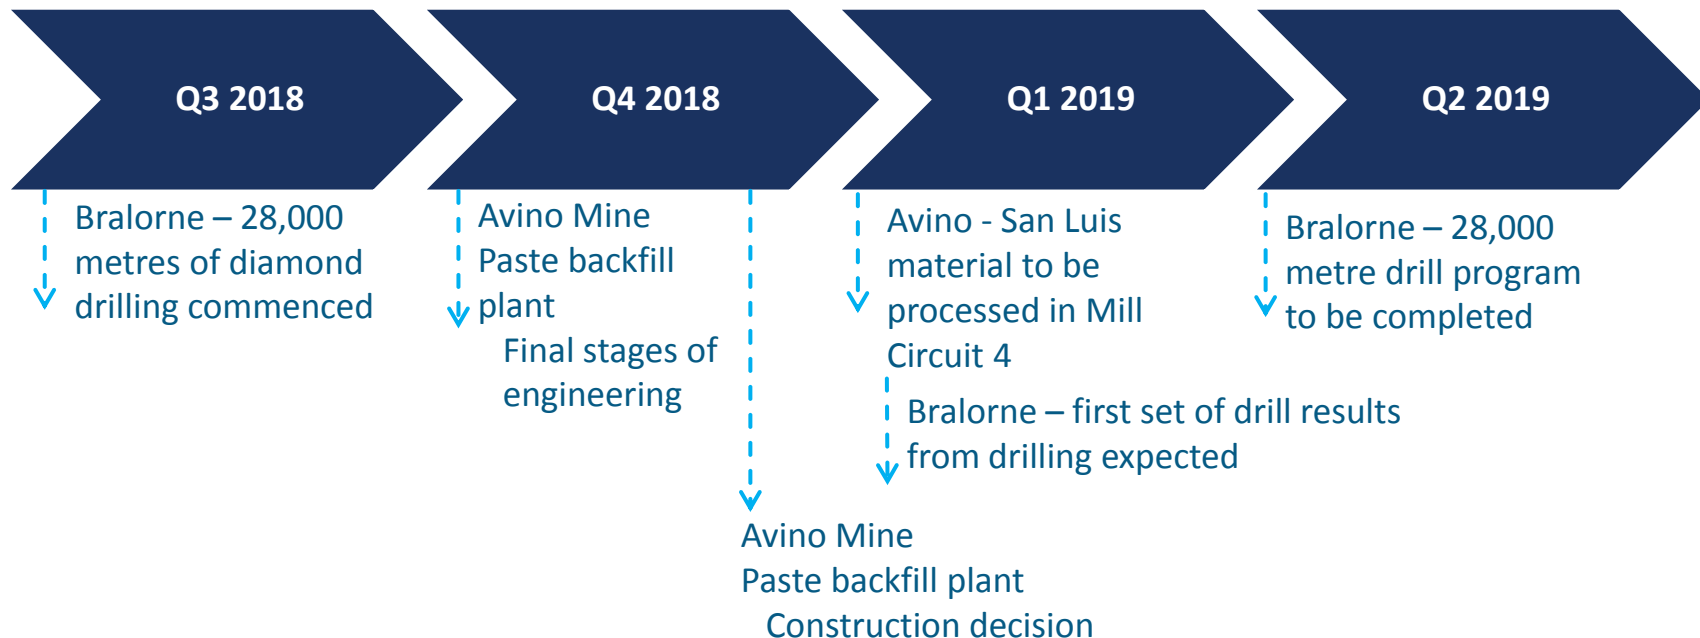 Q3 2018
Q4 2018
Q1 2019
Q2 2019
Bralorne – 28,000
metres of diamond
drilling commenced
Avino Mine
Paste backfill
plant
Final stages of
engineering
Avino Mine
Paste backfill plant
Construction decision
Avino - San Luis
material to be
processed in Mill
Circuit 4
Bralorne – first set of drill results
from drilling expected
Bralorne – 28,000
metre drill program
to be completed